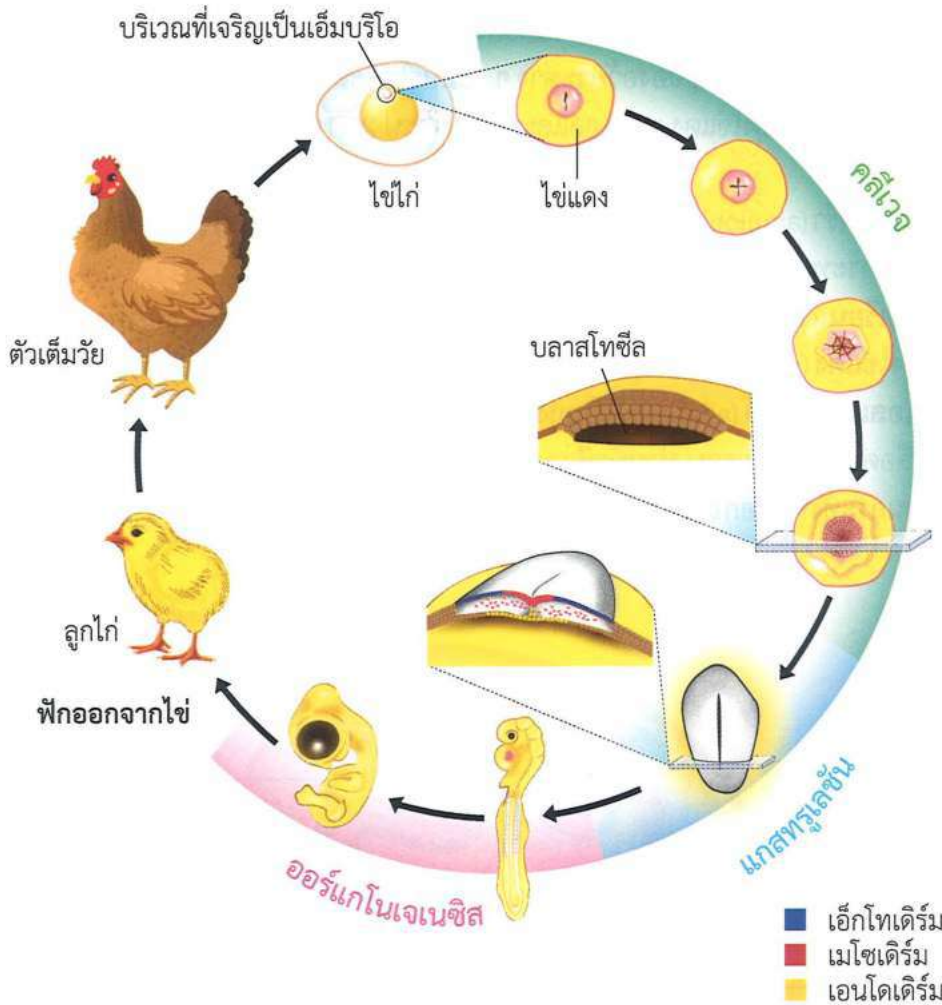 บริเวณที่เจริญเป็นเอ็มบริโอ
ไข่ไก่
ไข่แดง
คลีเวจ
ตัวเต็มวัย
บลาสโทซีล
ลูกไก่
ฟักออกจากไข่
แกสทรูเลชัน
ออร์แกโนเจเนซิส
เอ็กโทเดิร์ม
เมโซเดิร์ม
เอนโดเดิร์ม